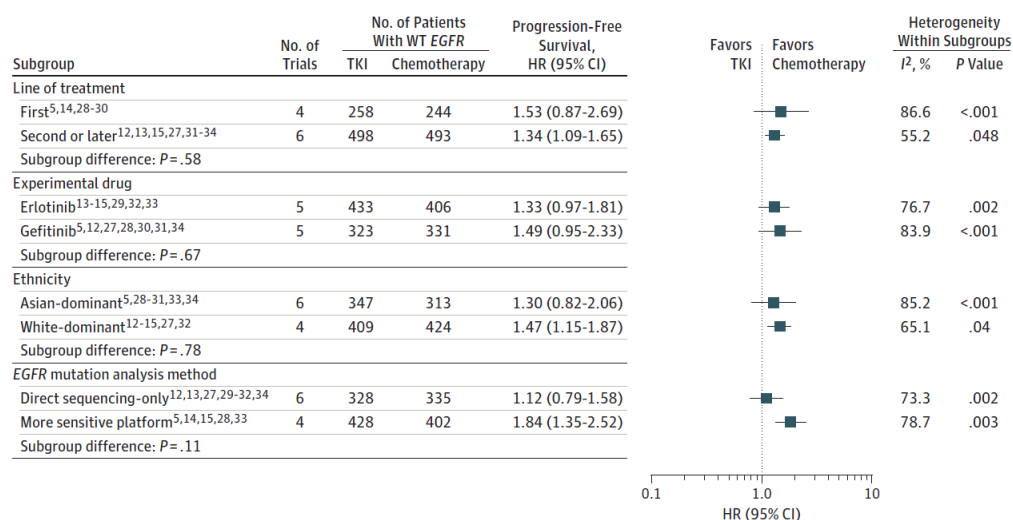 No. of Patients With WT EGFR
Progression-Free Survival, HR (95% CI)
Favors TKI
Favors Chemotherapy
Heterogeneity Within Subgroups
Subgroup No. of Trials TKI Chemotherapy I², % P Value
Line of treatment
First5,14,28-30 4 258 244 1.53 (0.87-2.69) 86.6 <.001
Second or later12,13,15,27,31-34 6 498 493 1.34 (1.09-1.65) 55.2 .048
Subgroup difference: P = .58
Experimental drug
Erlotinib13-15,29,32,33 5 433 406 1.33 (0.97-1.81) 76.7 .002
Gefitinib5,12,27,28,30,31,34 5 323 331 1.49 (0.95-2.33) 83.9 <.001
Subgroup difference: P = .67
Ethnicity
Asian-dominant5,28-31,33,34 6 347 313 1.30 (0.82-2.06) 85.2 <.001
White-dominant12-15,27,32 4 409 424 1.47 (1.15-1.87) 65.1 .04
Subgroup difference: P = .78
EGFR mutation analysis method
Direct sequencing-only12,13,27,29-32,34 6 328 335 1.12 (0.79-1.58) 73.3 .002
More sensitive platform5,14,15,28,33 4 428 402 1.84 (1.35-2.52) 78.7 .003
Subgroup difference: P = .11
0.1 1.0 10
HR (95% CI)